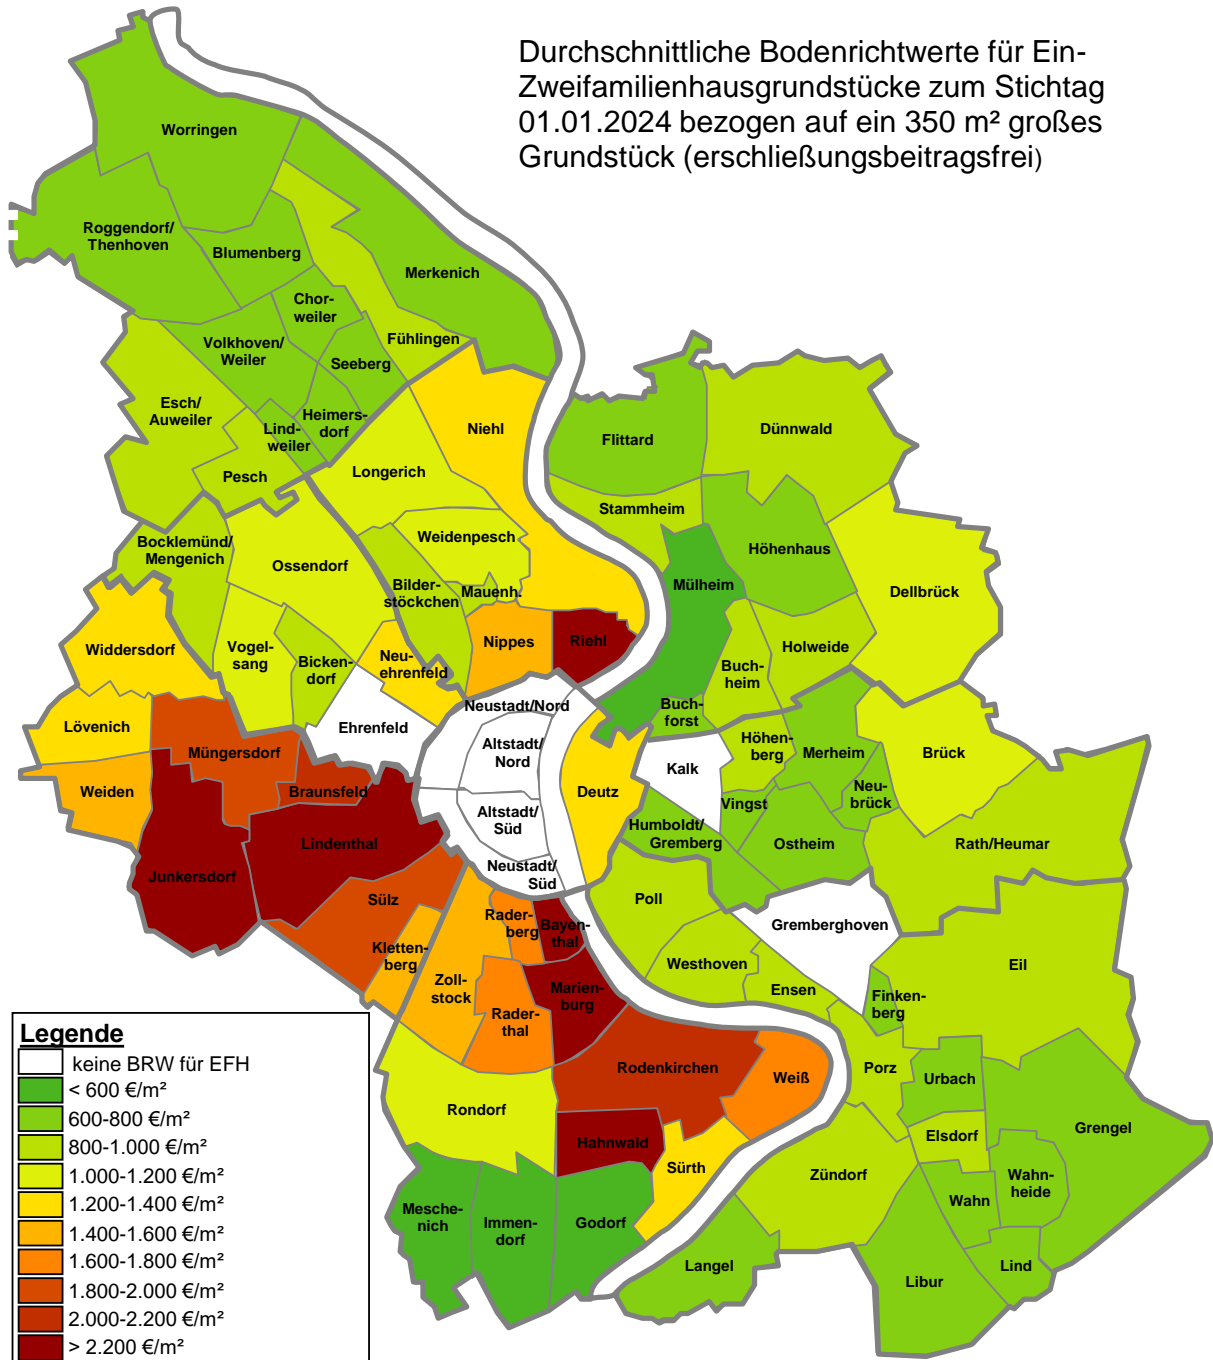 Durchschnittliche Bodenrichtwerte für Ein-
Zweifamilienhausgrundstücke zum Stichtag
01.01.2024 bezogen auf ein 350 m² großes
Grundstück (erschließungsbeitragsfrei)
Worringen
Roggendorf/
Thenhoven
Blumenberg
Merkenich
Chor-
weiler
Fühlingen
Volkhoven/
Weiler
Seeberg
Esch/
Auweiler
Heimers-
dorf
Lind-
weiler
Pesch
Niehl
Longerich
Flittard
Dünnwald
Stammheim
Bocklemünd/
Mengenich
Ossendorf
Weidenpesch
Höhenhaus
Bilder-
stöckchen
Mauenh.
Mülheim
Dellbrück
Widdersdorf
Vogel-
sang
Bicken-
dorf
Neu-
ehrenfeld
Nippes
Riehl
Holweide
Buch-
heim
Lövenich
Ehrenfeld
Neustadt/Nord
Buch-
forst
Müngersdorf
Altstadt/
Nord
Höhen-
berg
Merheim
Brück
Kalk
Weiden
Braunsfeld
Deutz
Neu-
brück
Vingst
Altstadt/
Süd
Humboldt/
Gremberg
Ostheim
Rath/Heumar
Lindenthal
Junkersdorf
Neustadt/
Süd
Sülz
Poll
Rader-
berg
Bayen-
thal
Gremberghoven
Kletten-
berg
Westhoven
Eil
Zoll-
stock
Marien-
burg
Ensen
Finken-
berg
Rader-
thal
Rodenkirchen
Weiß
Porz
Urbach
Rondorf
Hahnwald
Elsdorf
Grengel
Sürth
Zündorf
Wahn-
heide
Wahn
Mesche-
nich
Immen-
dorf
Godorf
Langel
Libur
Lind
Legende
keine BRW für EFH
< 600 €/m²
600-800 €/m²
800-1.000 €/m²
1.000-1.200 €/m²
1.200-1.400 €/m²
1.400-1.600 €/m²
1.600-1.800 €/m²
1.800-2.000 €/m²
2.000-2.200 €/m²
> 2.200 €/m²